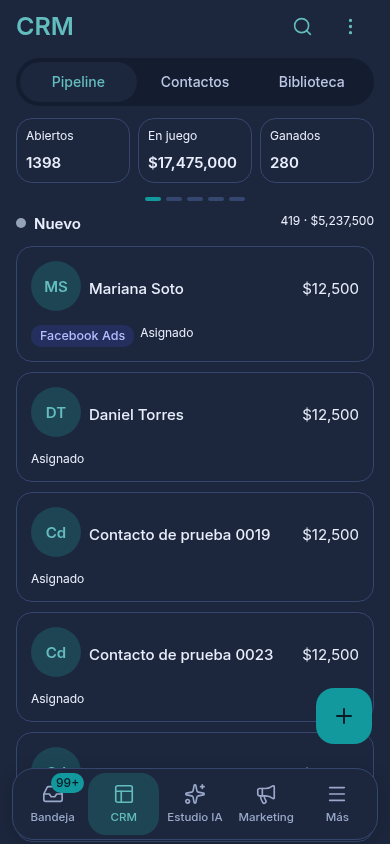 CRM
Pipeline Contactos Biblioteca
Abiertos En juego Ganados
1398 $17,475,000 280
Nuevo 419 · $5,237,500
MS Mariana Soto $12,500
Facebook Ads Asignado
DT Daniel Torres $12,500
Asignado
Cd Contacto de prueba 0019 $12,500
Asignado
Cd Contacto de prueba 0023 $12,500
Asignado
99+
Bandeja CRM Estudio IA Marketing Más